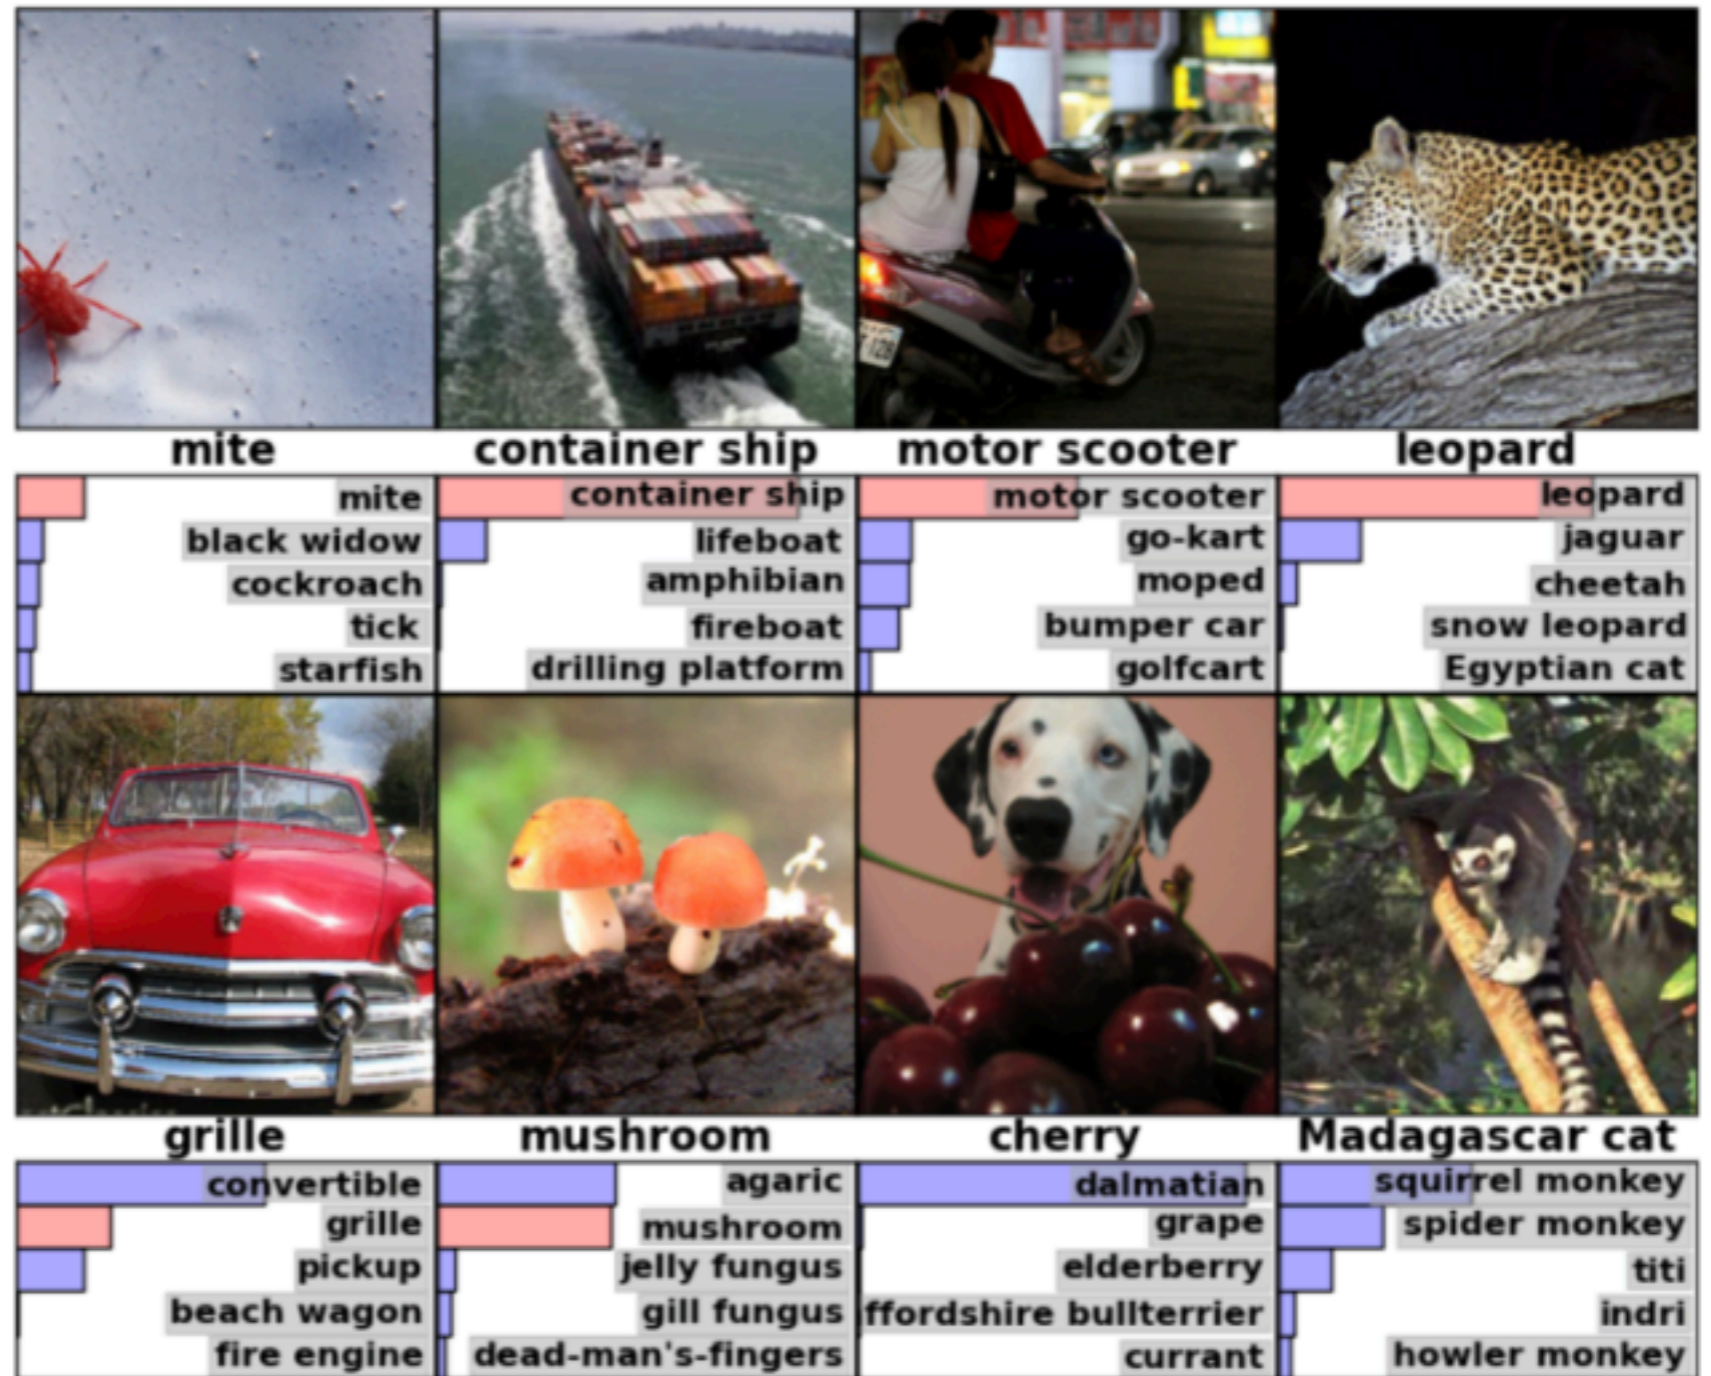 mite
container ship
motor scooter
leopard
mite
black widow
cockroach
tick
starfish
container ship
lifeboat
amphibian
fireboat
drilling platform
motor scooter
go-kart
moped
bumper car
golfcart
leopard
jaguar
cheetah
snow leopard
Egyptian cat
grille
mushroom
cherry
Madagascar cat
convertible
grille
pickup
beach wagon
fire engine
agaric
mushroom
jelly fungus
gill fungus
dead-man's-fingers
dalmatian
grape
elderberry
ffordshire bullterrier
currant
squirrel monkey
spider monkey
titi
indri
howler monkey